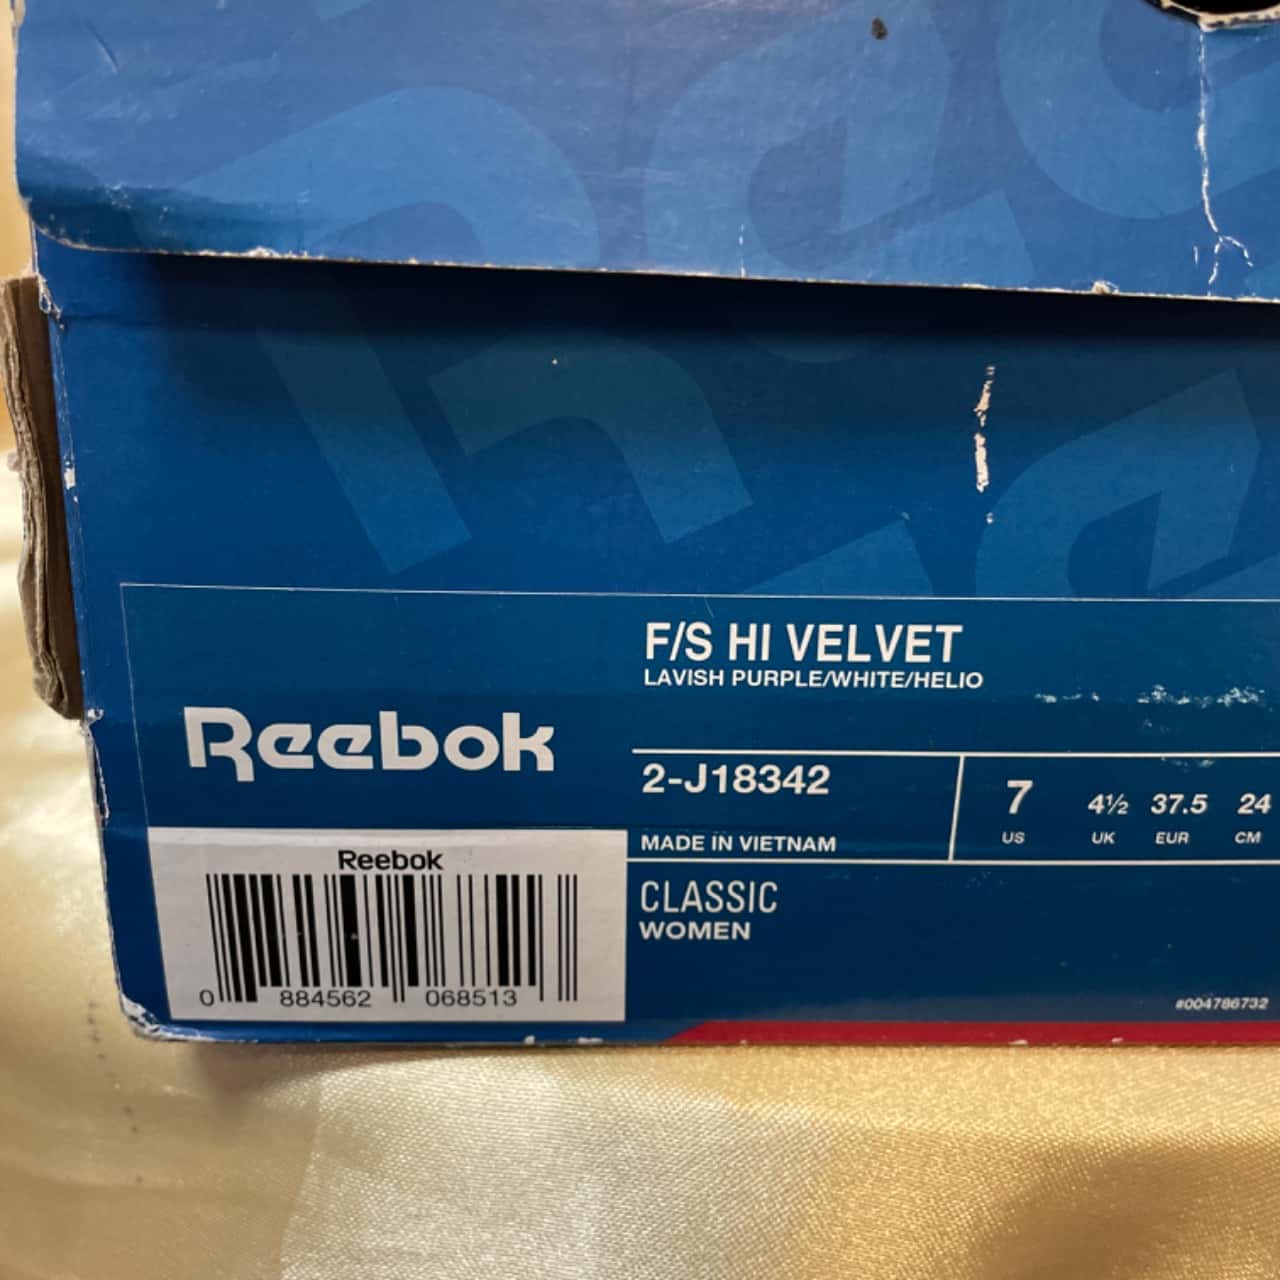 F/S HI VELVET
LAVISH PURPLE/WHITE/HELIO
Reebok
2-J18342
7 4½ 37.5 24
US UK EUR CM
MADE IN VIETNAM
Reebok
CLASSIC
WOMEN
0 884562 068513
#004786732